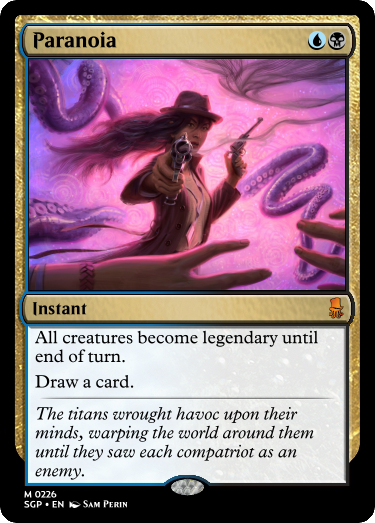 Paranoia
Instant
All creatures become legendary until
end of turn.
Draw a card.
The titans wrought havoc upon their
minds, warping the world around them
until they saw each compatriot as an
enemy.
M 0226
SGP • EN Sam Perin